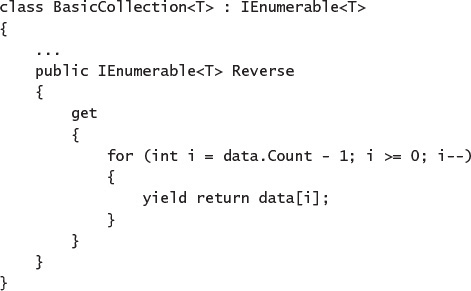 class BasicCollection<T> : IEnumerable<T>
{
    ...
    public IEnumerable<T> Reverse
    {
        get
        {
            for (int i = data.Count - 1; i >= 0; i--)
            {
                yield return data[i];
            }
        }
    }
}